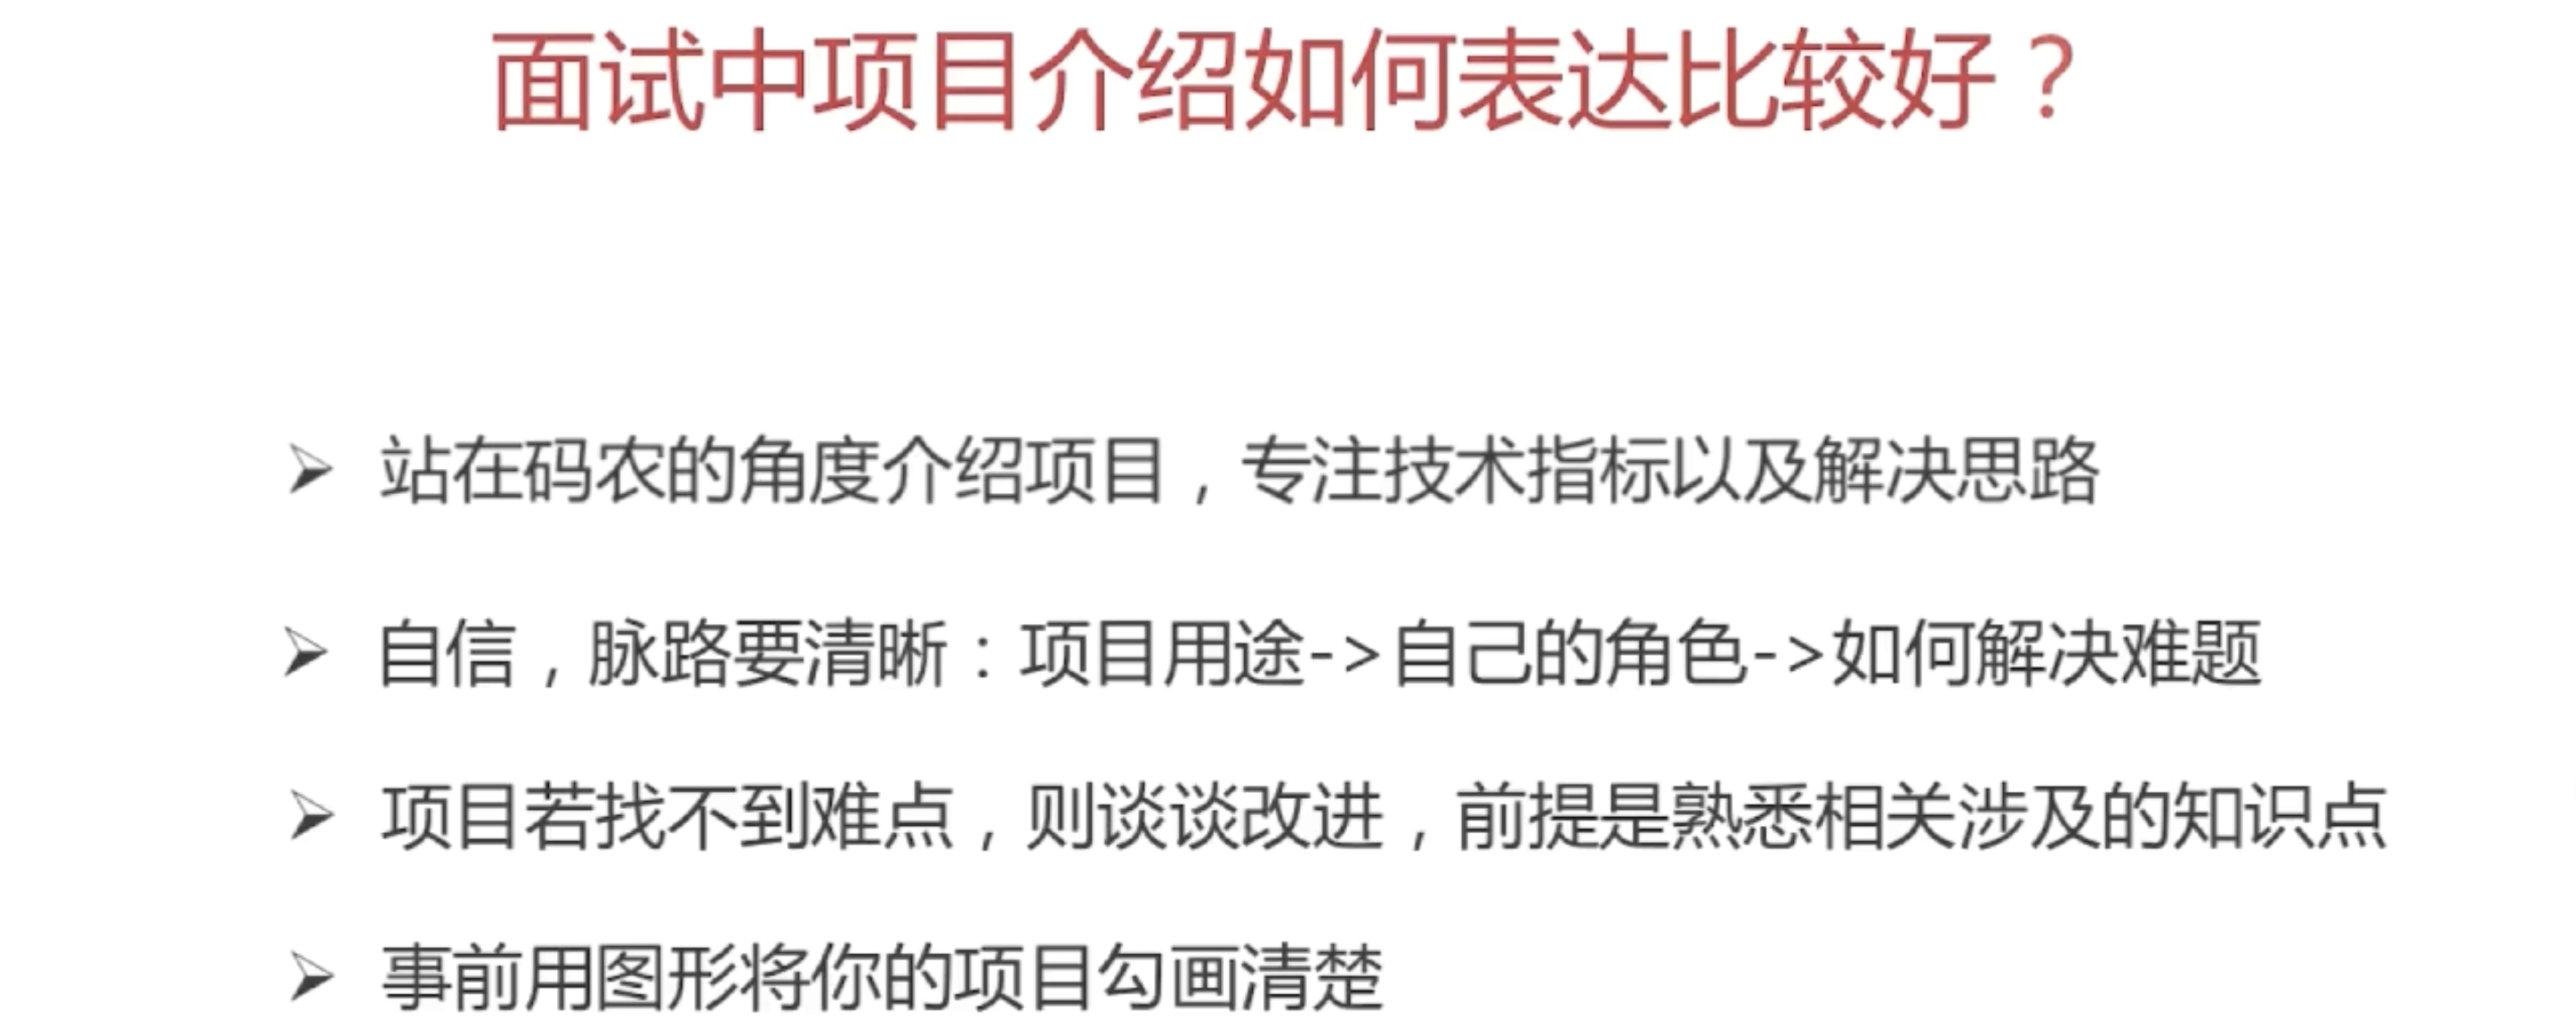 面试中项目介绍如何表达比较好？
➢ 站在码农的角度介绍项目，专注技术指标以及解决思路
➢ 自信，脉路要清晰：项目用途->自己的角色->如何解决难题
➢ 项目若找不到难点，则谈谈改进，前提是熟悉相关涉及的知识点
➢ 事前用图形将你的项目勾画清楚